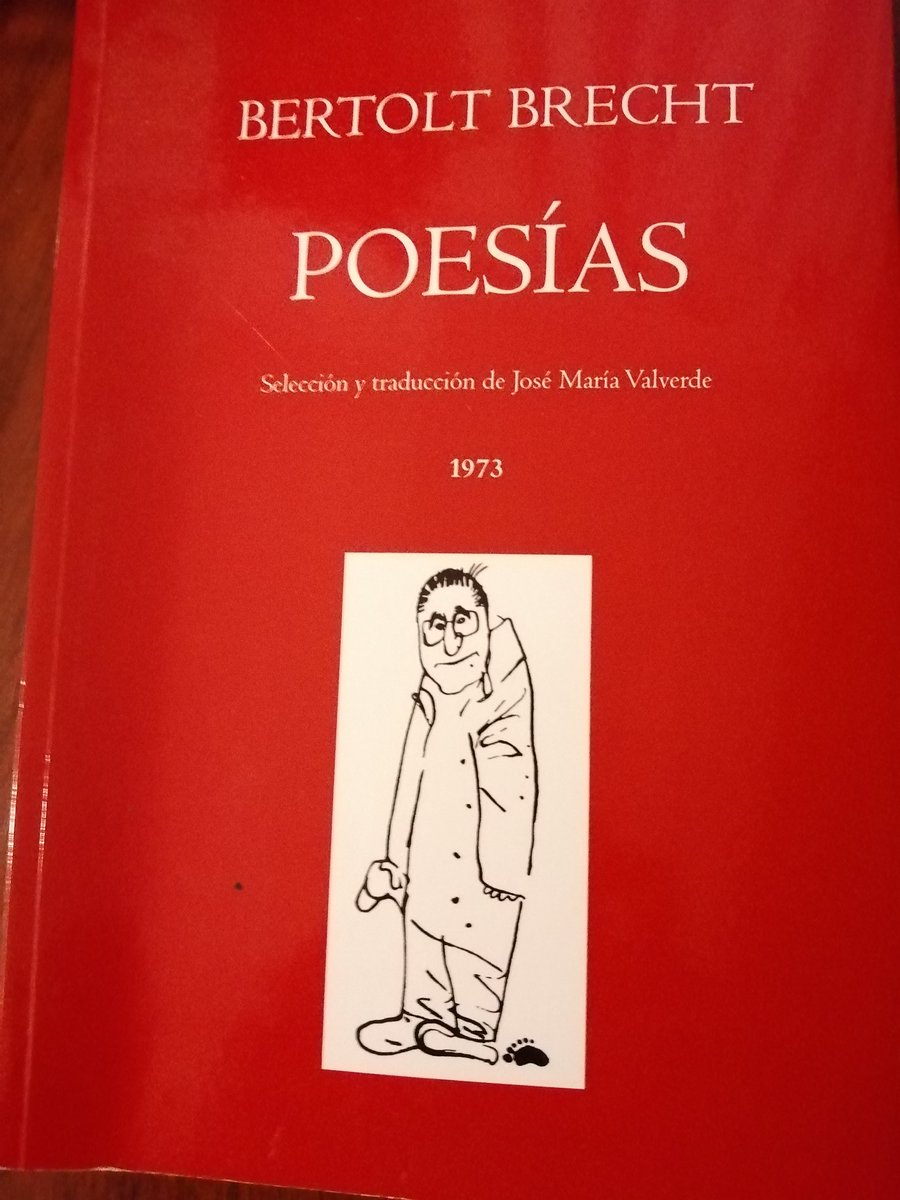 BERTOLT BRECHT
POESÍAS
Selección y traducción de José María Valverde
1973